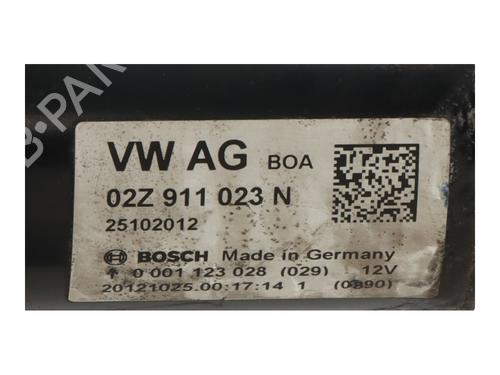 B-PARTS
VW AG BOA
02Z 911 023 N
25102012
BOSCH Made in Germany
0 001 123 028 (029) 12V
20121025.00:17:14 1 (0890)